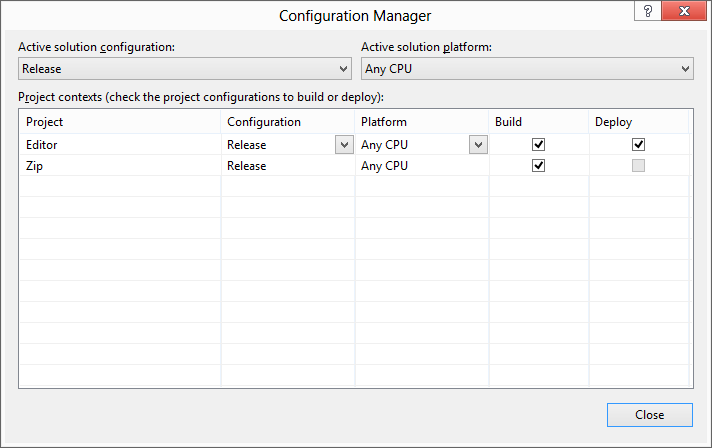 Configuration Manager
?
Active solution configuration: Active solution platform:
Release Any CPU
Project contexts (check the project configurations to build or deploy):
Project Configuration Platform Build Deploy
Editor Release Any CPU
Zip Release Any CPU
Close